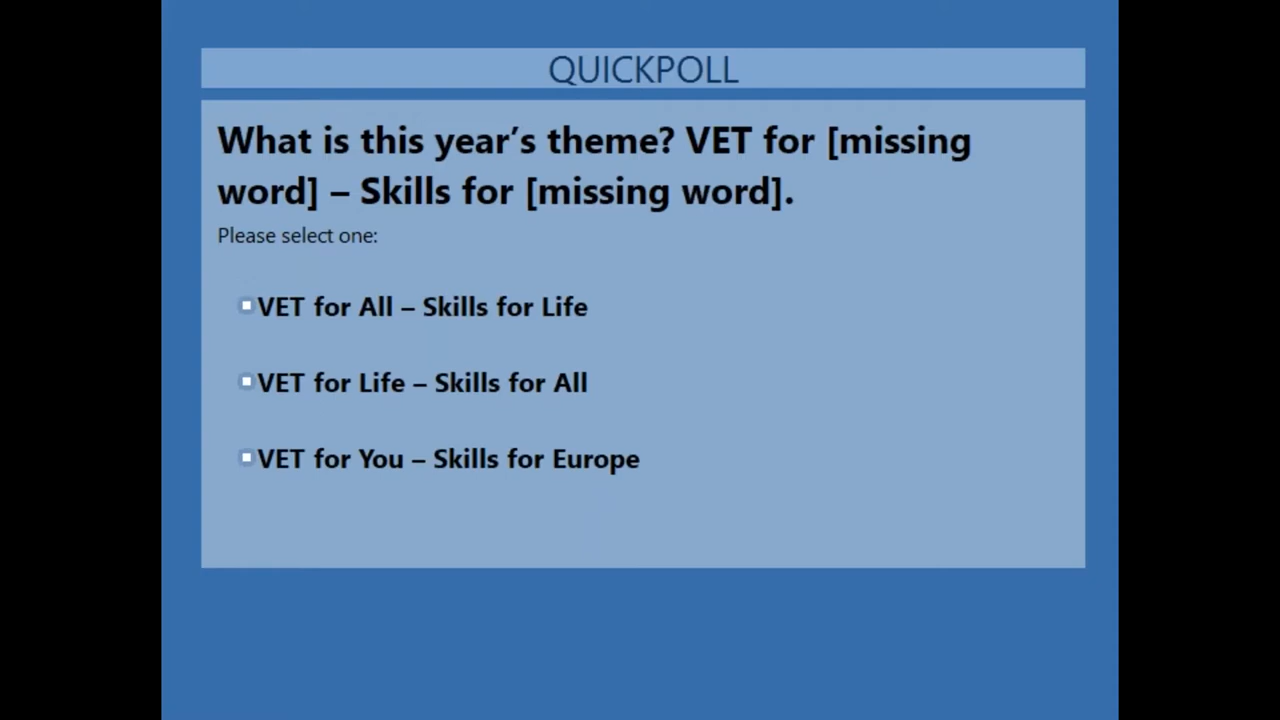 QUICKPOLL
What is this year’s theme? VET for [missing
word] – Skills for [missing word].
Please select one:
VET for All – Skills for Life
VET for Life – Skills for All
VET for You – Skills for Europe